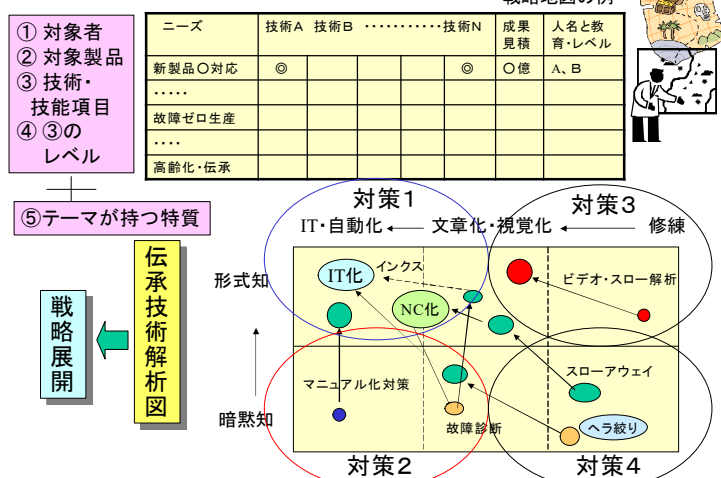 戦略地図の例
① 対象者
② 対象製品
③ 技術・
技能項目
④ ③の
レベル
⑤テーマが持つ特質
ニーズ 技術A 技術B ・・・・・・・・・・・技術N 成果見積 人名と教育・レベル
新製品〇対応 ◎ ◎ 〇億 A、B
・・・・・
故障ゼロ生産
・・・・
高齢化・伝承
対策1
対策3
IT・自動化 文章化・視覚化 修練
形式知
暗黙知
IT化
インクス
NC化
ビデオ・スロー解析
マニュアル化対策
故障診断
スローアウェイ
ヘラ絞り
対策2
対策4
伝承技術解析図
戦略展開